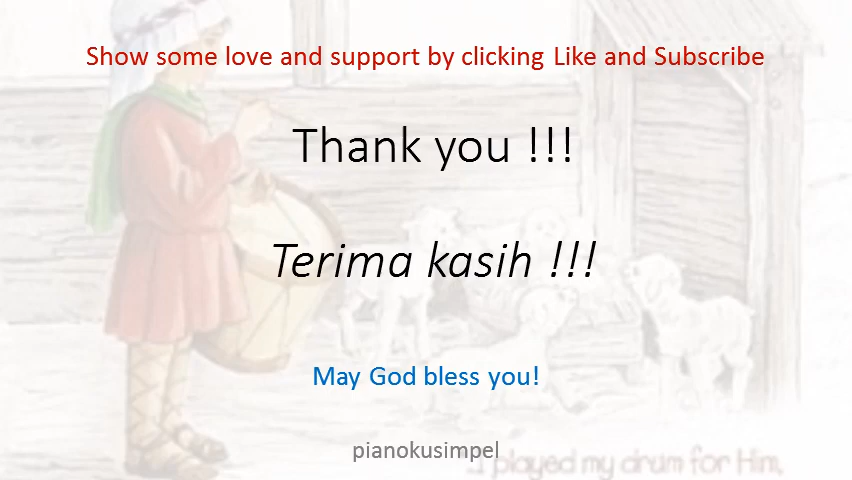 Show some love and support by clicking Like and Subscribe
Thank you !!!
Terima kasih !!!
May God bless you!
pianokusimpel
I played my drum for Him,